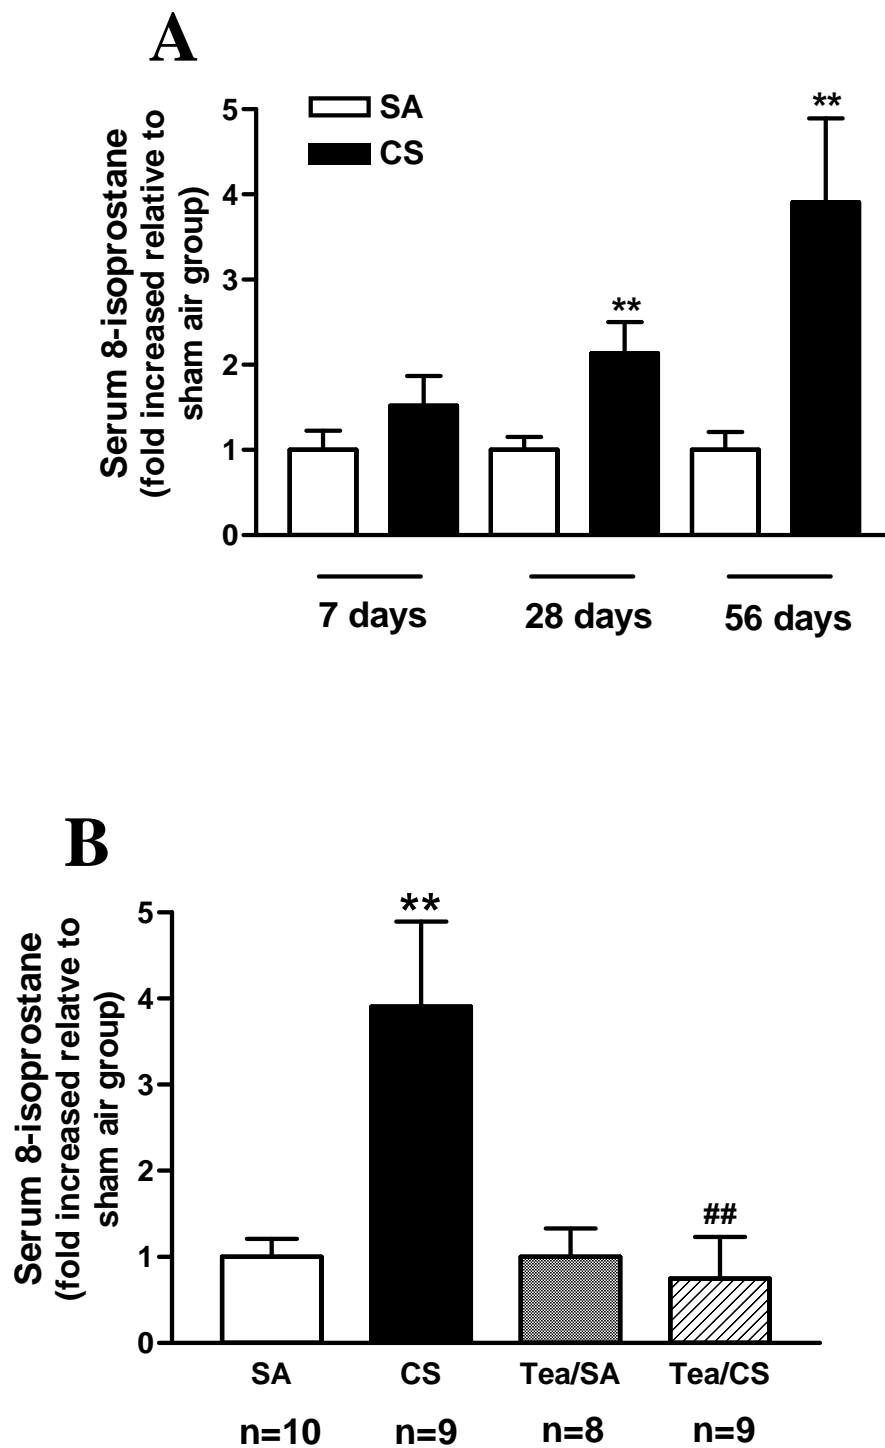 A
Serum 8-isoprostane
(fold increased relative to
sham air group)
SA
CS
5
4
3
2
1
0
**
**
7 days
28 days
56 days
B
Serum 8-isoprostane
(fold increased relatve to
sham air group)
5
4
3
2
1
0
**
##
SA
CS
Tea/SA
Tea/CS
n=10
n=9
n=8
n=9